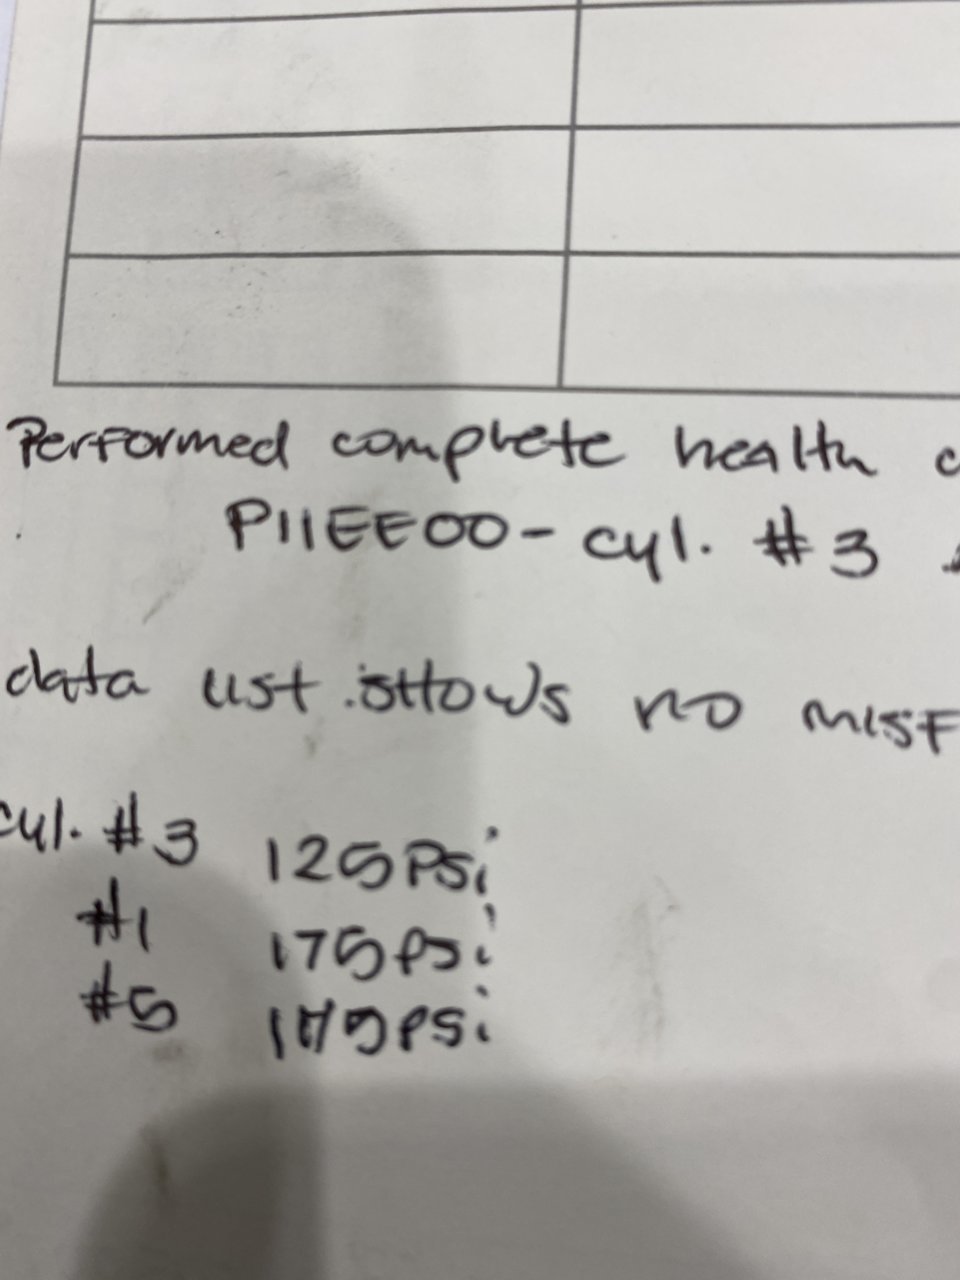 Performed complete health c
P11EE00- cyl. #3
data list shows no misf
cyl. #3 125psi
#1 175psi
#5 175psi